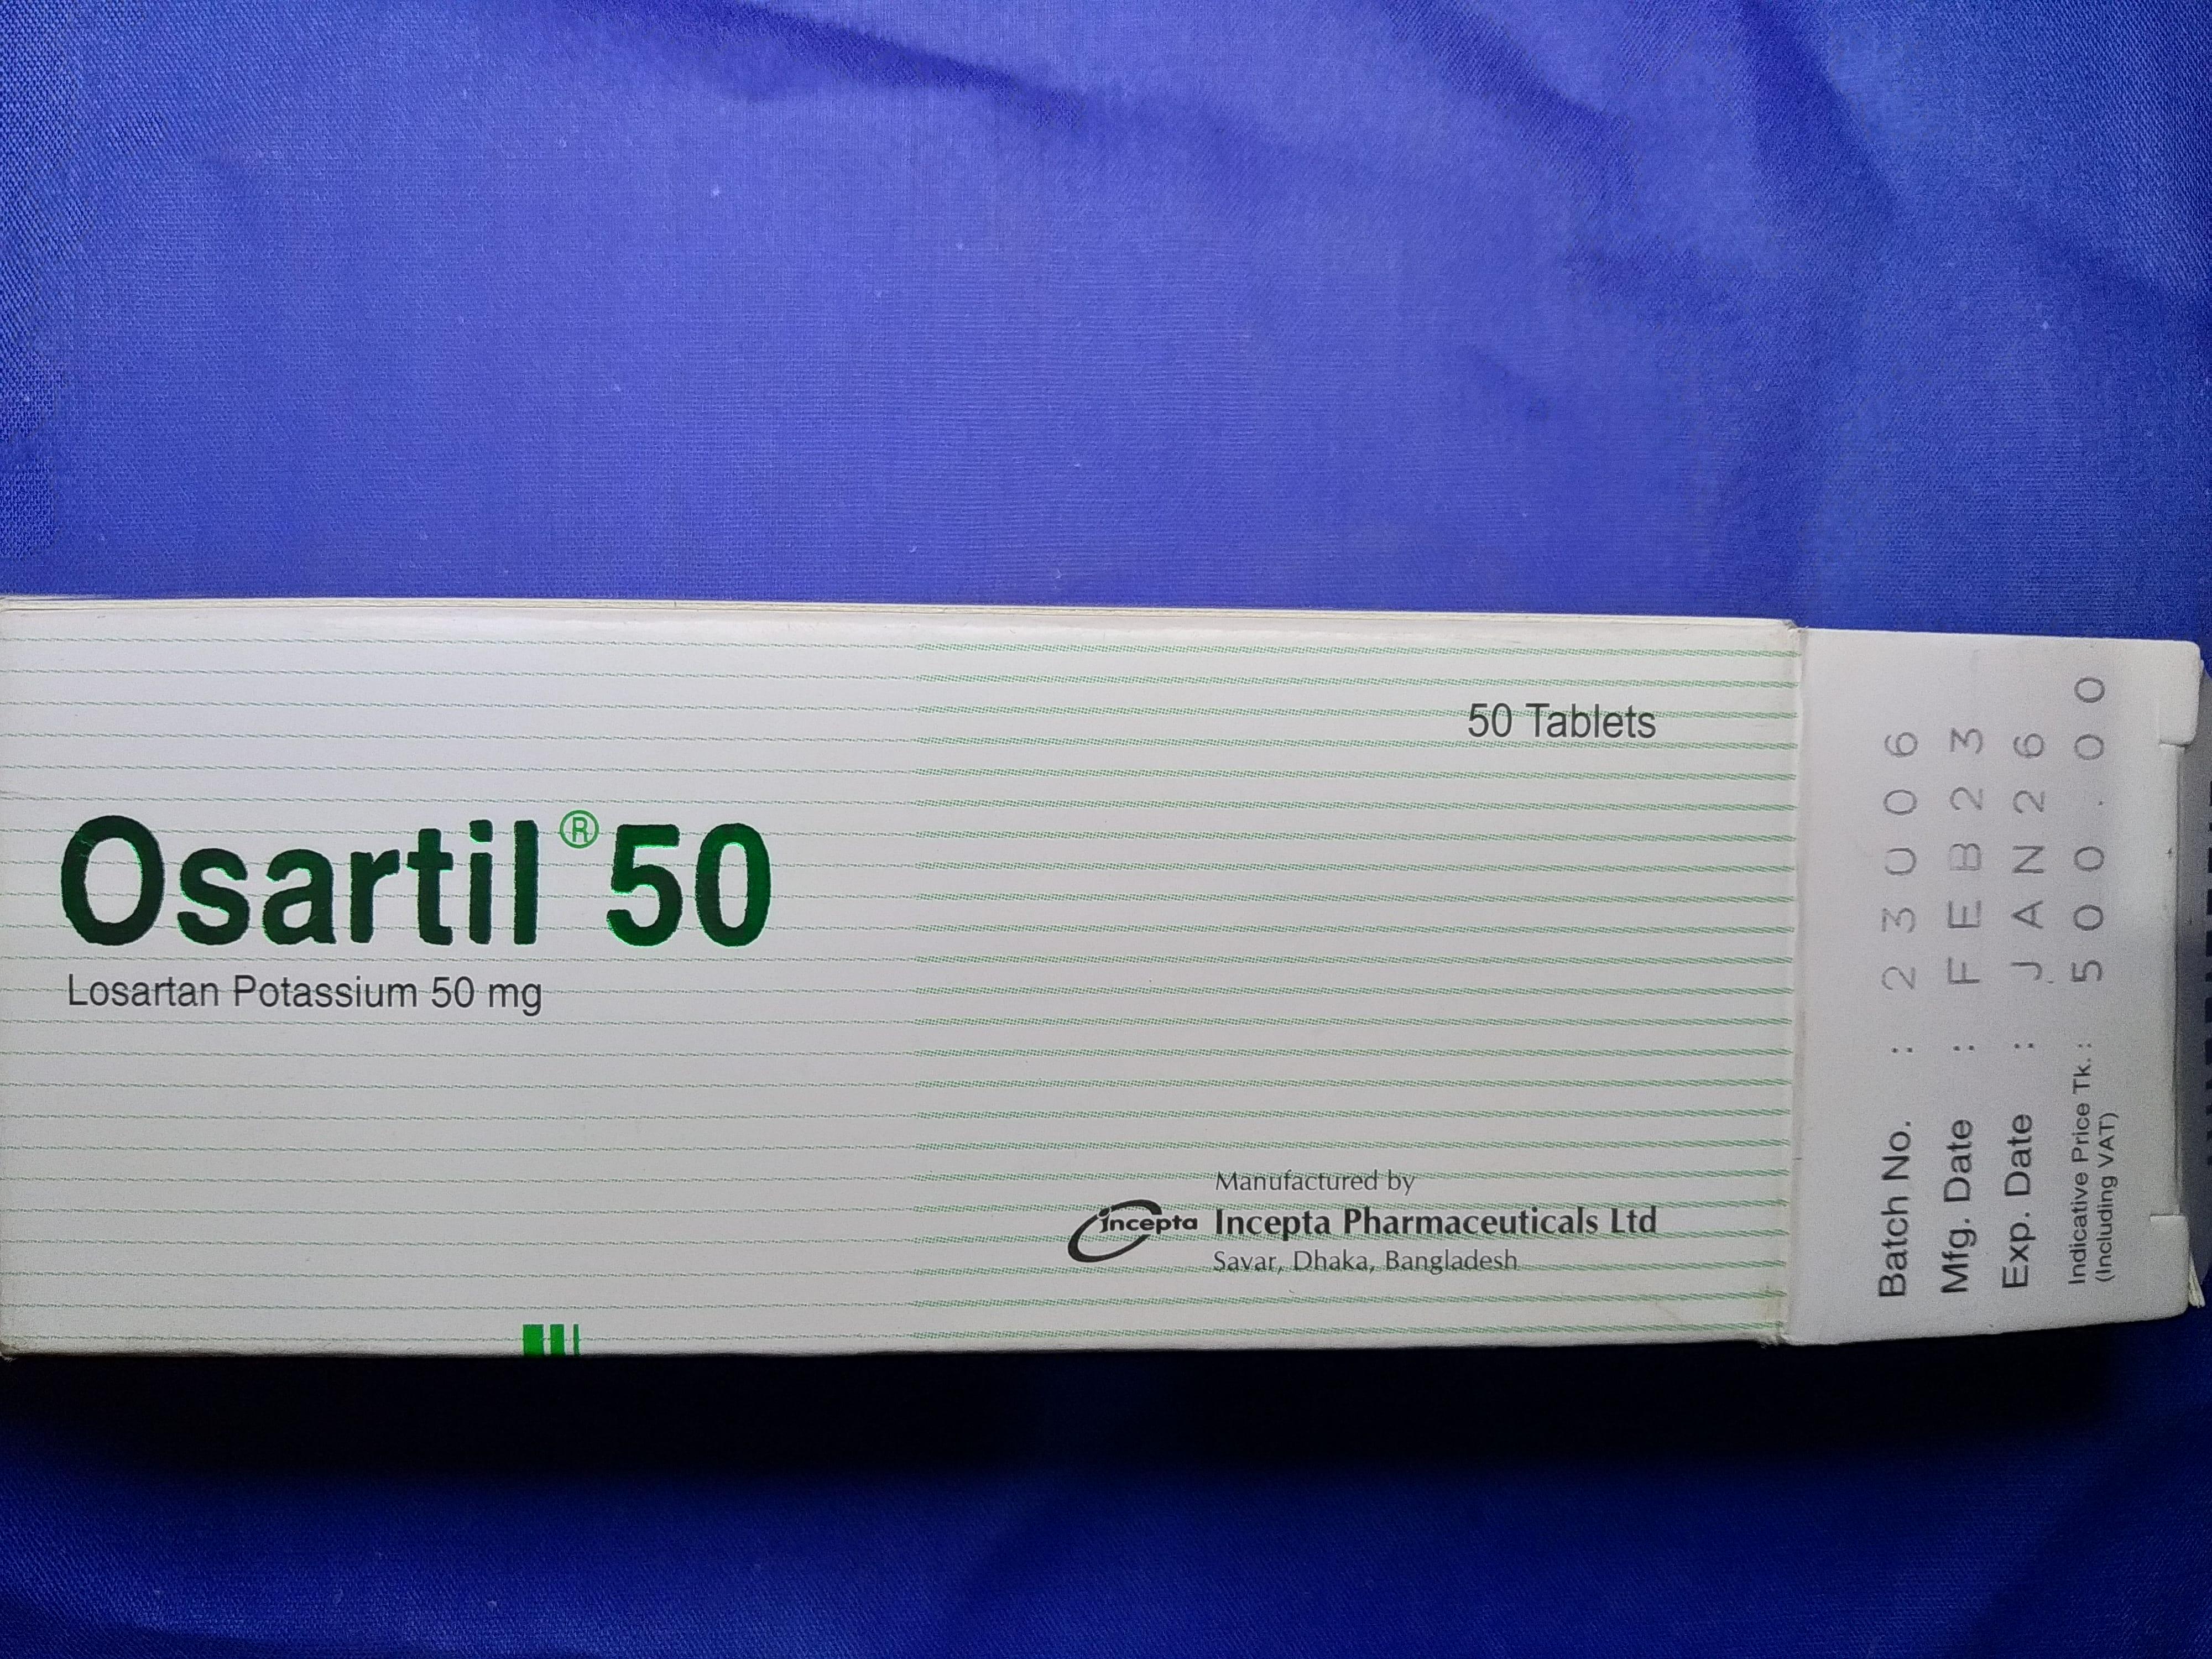 50 Tablets
Osartil® 50
Losartan Potassium 50 mg
Manufactured by
incepta Incepta Pharmaceuticals Ltd
Savar, Dhaka, Bangladesh
Batch No. : 23006
Mfg. Date : FEB23
Exp. Date : JAN26
Indicative Price Tk. : 500.00
(Including VAT)